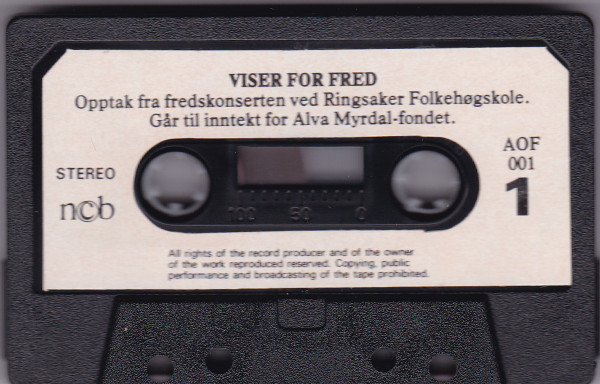 VISER FOR FRED
Opptak fra fredskonserten ved Ringsaker Folkehøgskole.
Går til inntekt for Alva Myrdal-fondet.
STEREO
n©b
AOF
001
1
100 50 0
All rights of the record producer and of the owner
of the work reproduced reserved. Copying, public
performance and broadcasting of the tape prohibited.